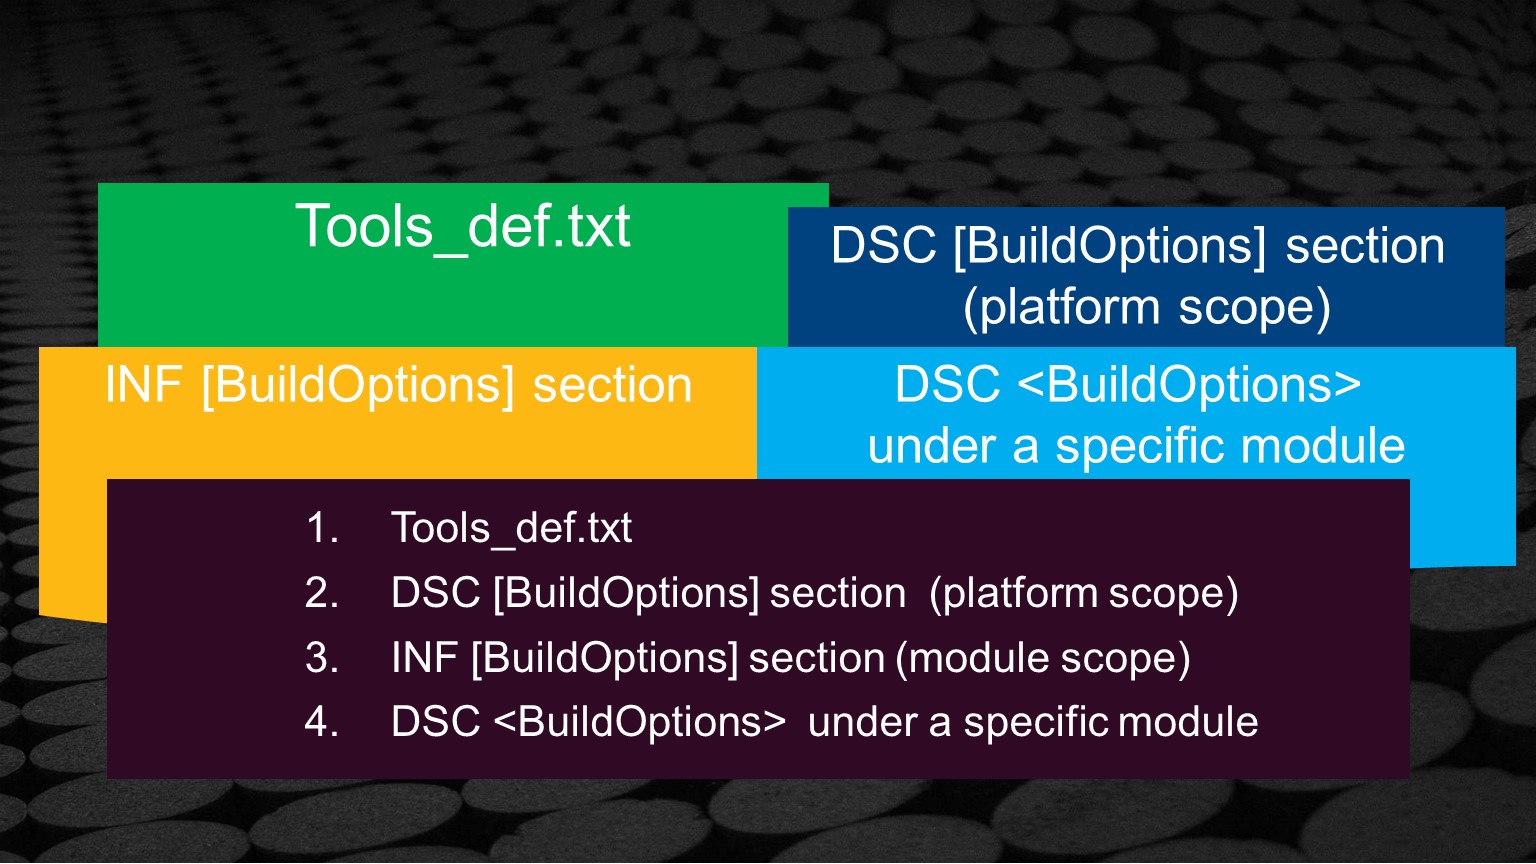 Tools_def.txt
DSC [BuildOptions] section
(platform scope)
INF [BuildOptions] section
DSC <BuildOptions>
under a specific module
1. Tools_def.txt
2. DSC [BuildOptions] section (platform scope)
3. INF [BuildOptions] section (module scope)
4. DSC <BuildOptions> under a specific module